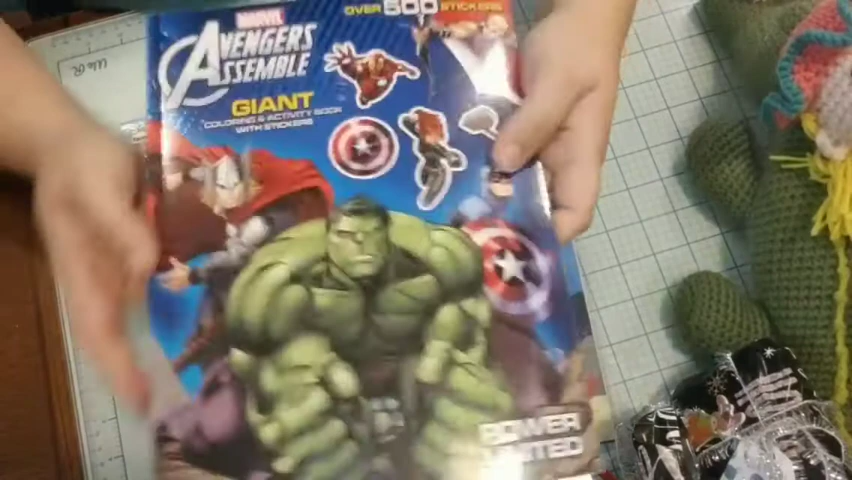 OVER 500 STICKERS
MARVEL
AVENGERS
ASSEMBLE
GIANT
COLORING & ACTIVITY BOOK
WITH STICKERS
POWER
UNITED